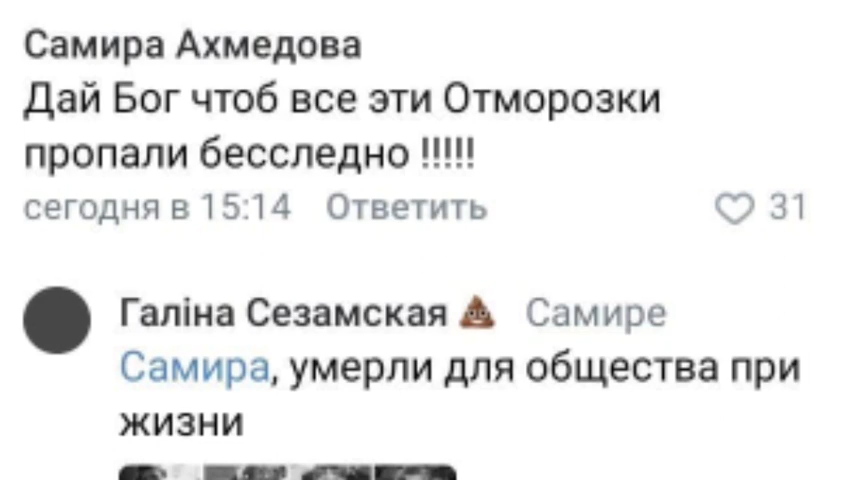 Самира Ахмедова
Дай Бог чтоб все эти Отморозки
пропали бесследно !!!!!
сегодня в 15:14 Ответить 31
Галіна Сезамская 💩 Самире
Самира, умерли для общества при
жизни